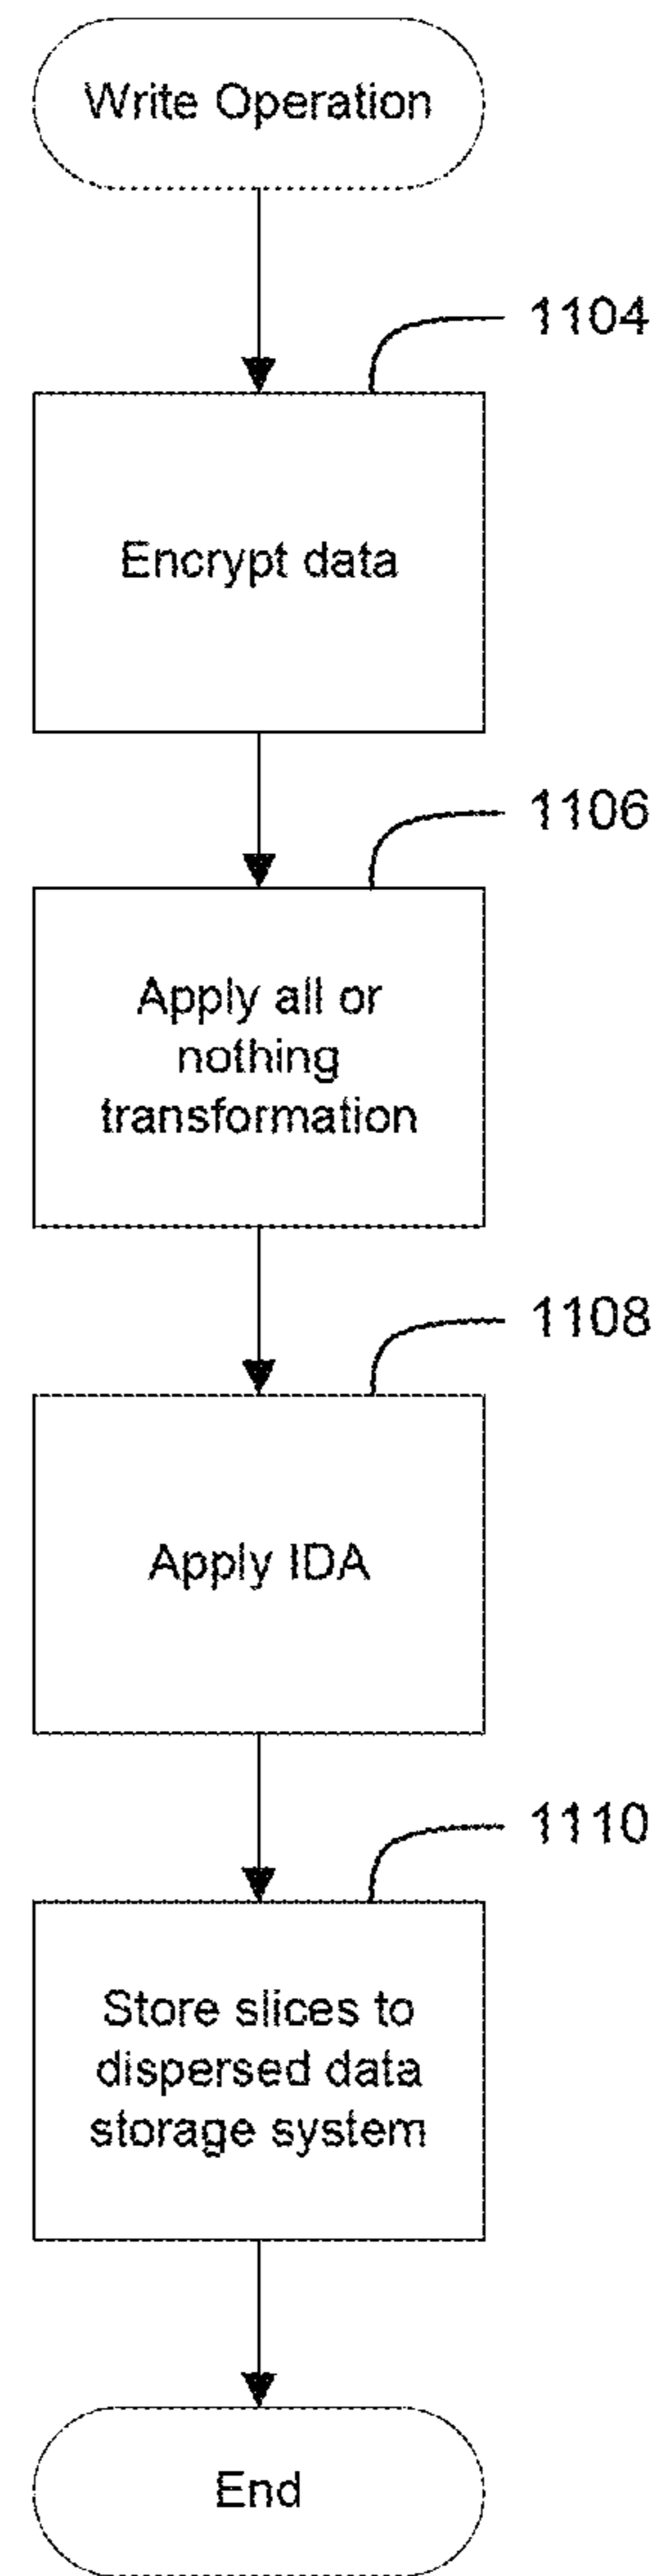 Write Operation
1104
Encrypt data
1106
Apply all or
nothing
transformation
1108
Apply IDA
1110
Store slices to
dispersed data
storage system
End